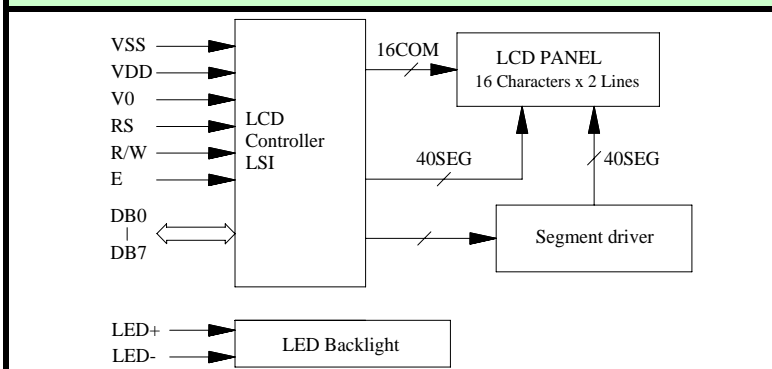 VSS
VDD
V0
RS
R/W
E
DB0
|
DB7
LCD
Controller
LSI
16COM
LCD PANEL
16 Characters x 2 Lines
40SEG
40SEG
Segment driver
LED+
LED-
LED Backlight